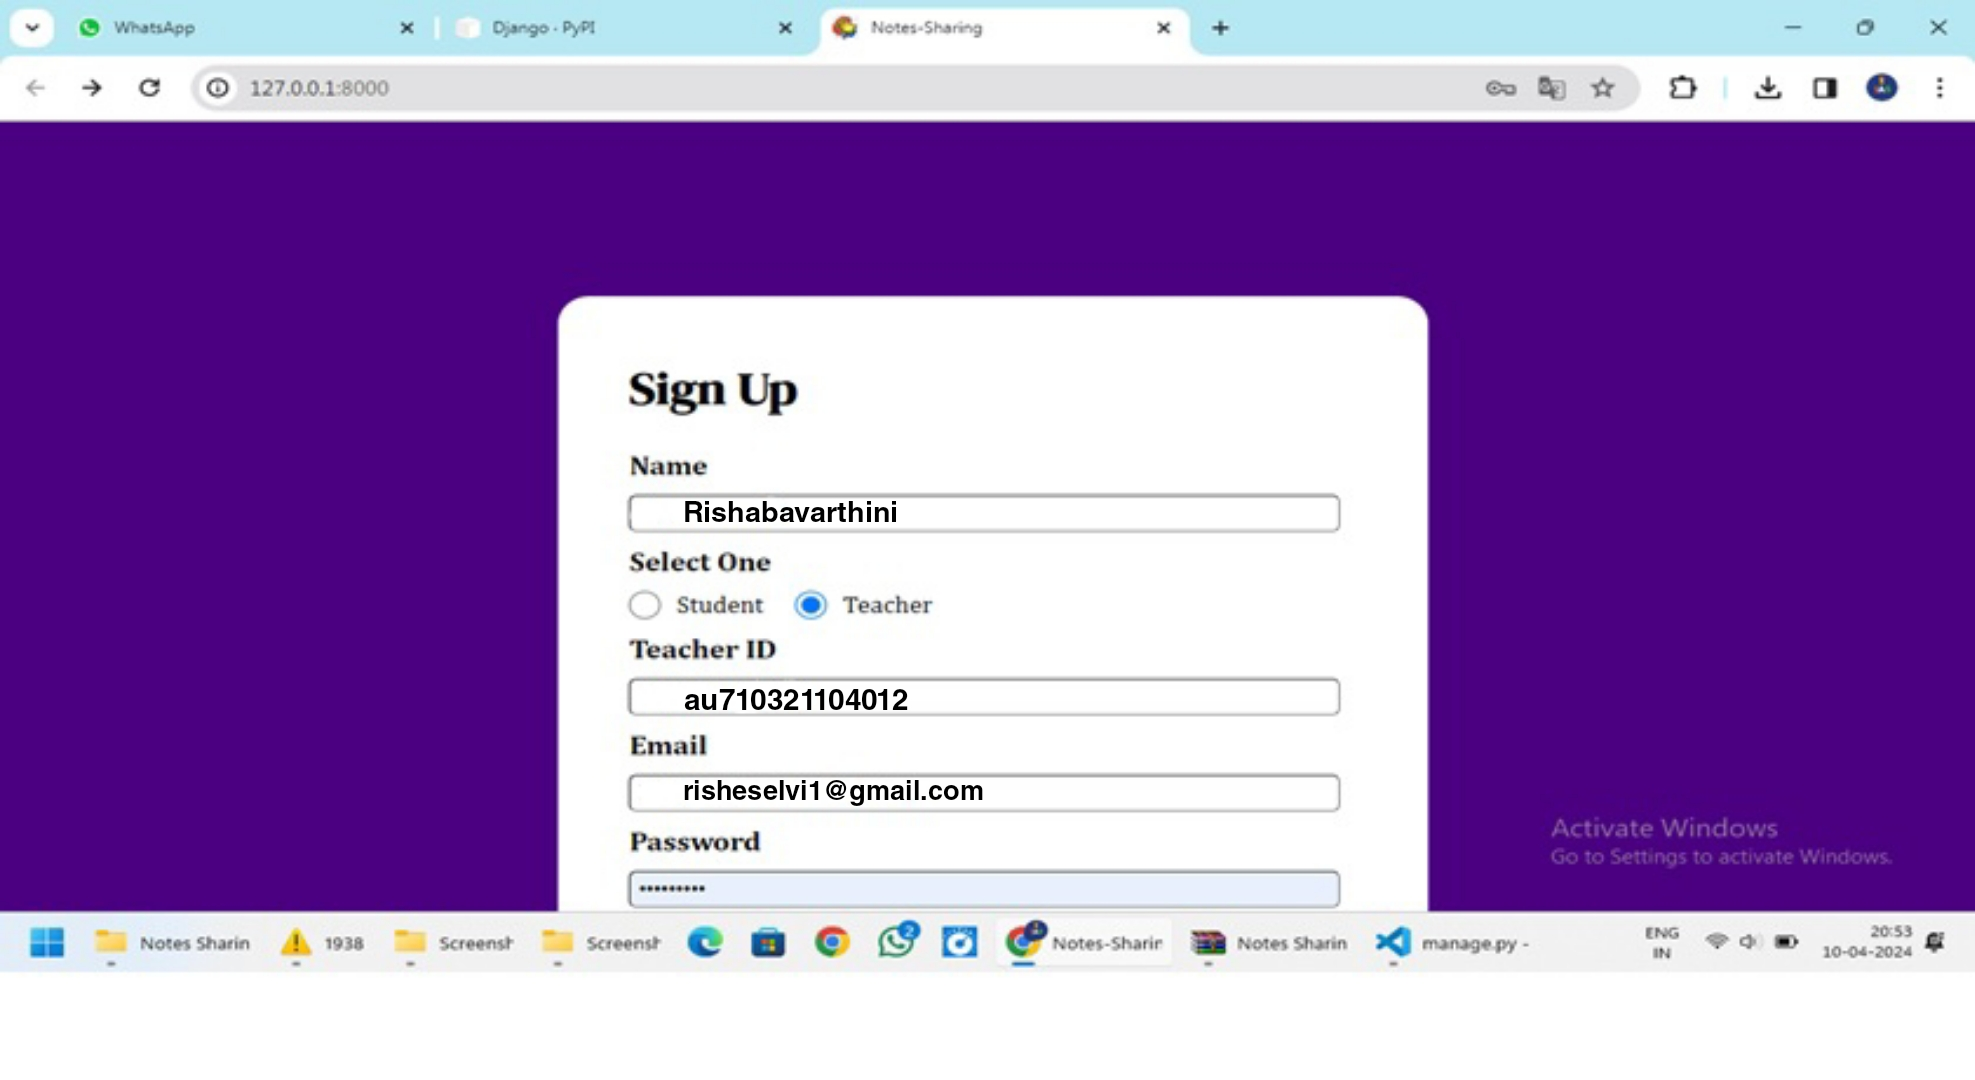 WhatsApp
Django · PyPI
Notes-Sharing
127.0.0.1:8000
Sign Up
Name
Rishabavarthini
Select One
Student Teacher
Teacher ID
au710321104012
Email
risheselvi1@gmail.com
Password
•••••••••
Activate Windows
Go to Settings to activate Windows.
Notes Sharin
1938
Screensh
Screensh
2
Notes-Sharin
Notes Sharin
manage.py -
ENG
IN
20:53
10-04-2024